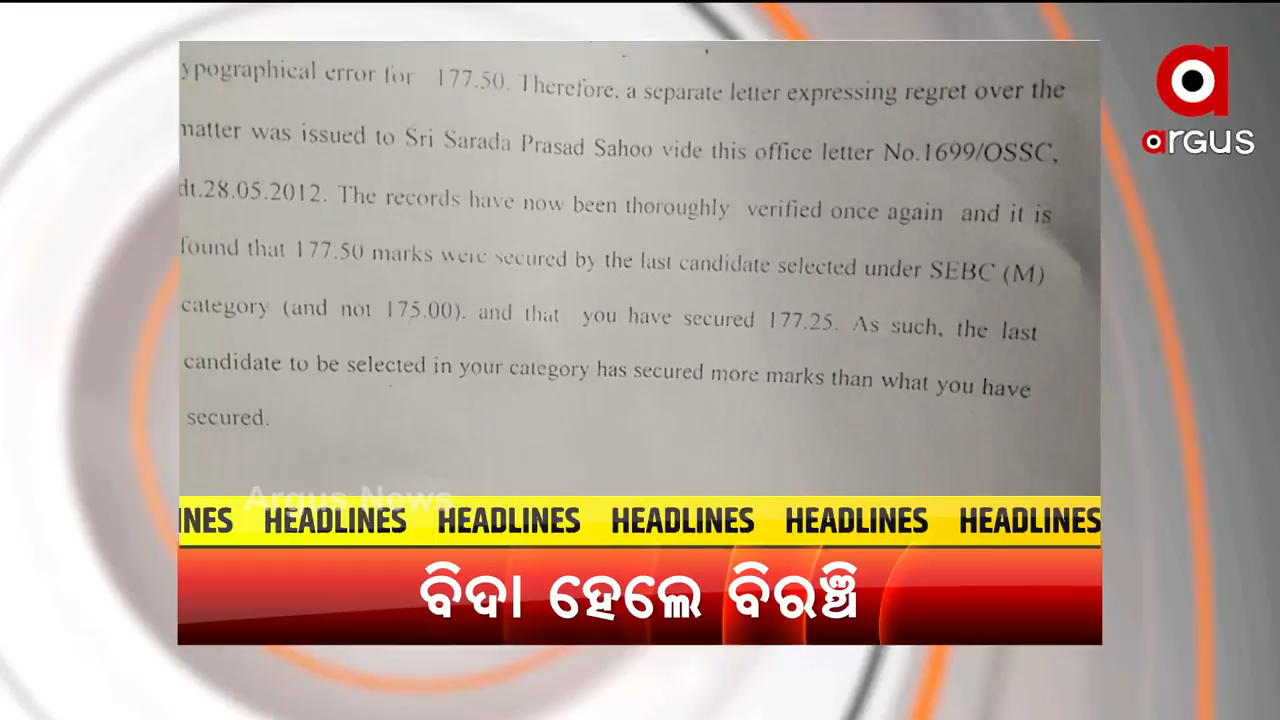 ypographical error for 177.50. Therefore, a separate letter expressing regret over the
matter was issued to Sri Sarada Prasad Sahoo vide this office letter No.1699/OSSC,
dt.28.05.2012. The records have now been thoroughly verified once again and it is
found that 177.50 marks were secured by the last candidate selected under SEBC (M)
category (and not 175.00). and that you have secured 177.25. As such, the last
candidate to be selected in your category has secured more marks than what you have
secured.
argus
Argus News
INES HEADLINES HEADLINES HEADLINES HEADLINES HEADLINES
ବିଦା ହେଲେ ବିରଞ୍ଚି